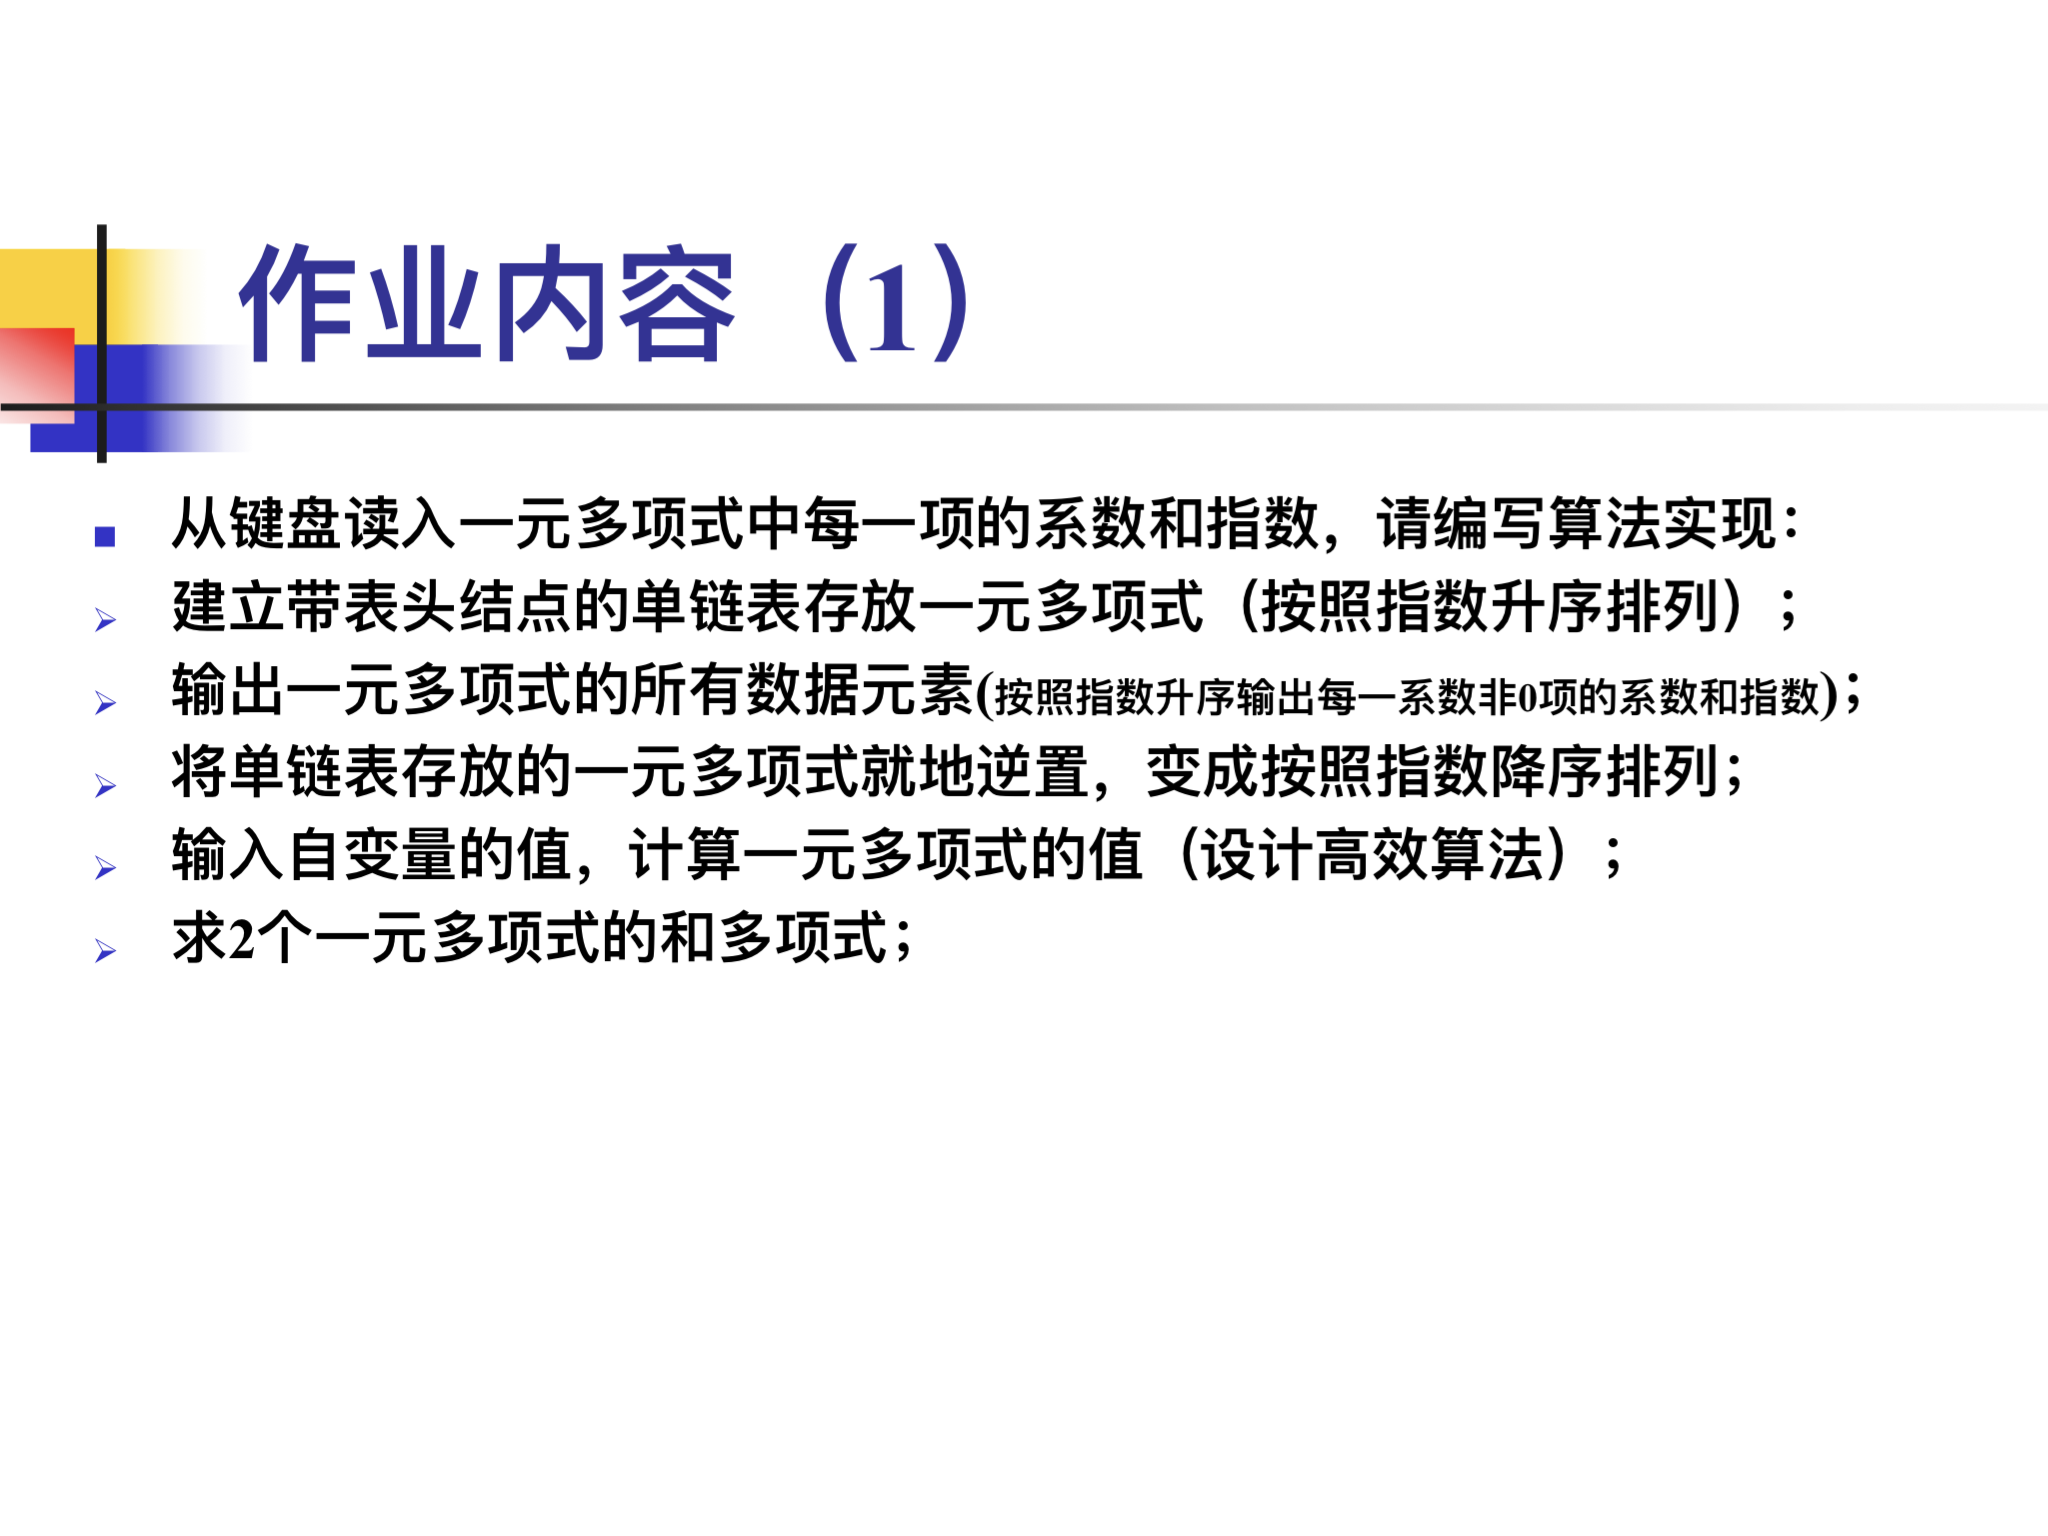 作业内容（1）
从键盘读入一元多项式中每一项的系数和指数，请编写算法实现：
建立带表头结点的单链表存放一元多项式（按照指数升序排列）；
输出一元多项式的所有数据元素(按照指数升序输出每一系数非0项的系数和指数)；
将单链表存放的一元多项式就地逆置，变成按照指数降序排列；
输入自变量的值，计算一元多项式的值（设计高效算法）；
求2个一元多项式的和多项式；